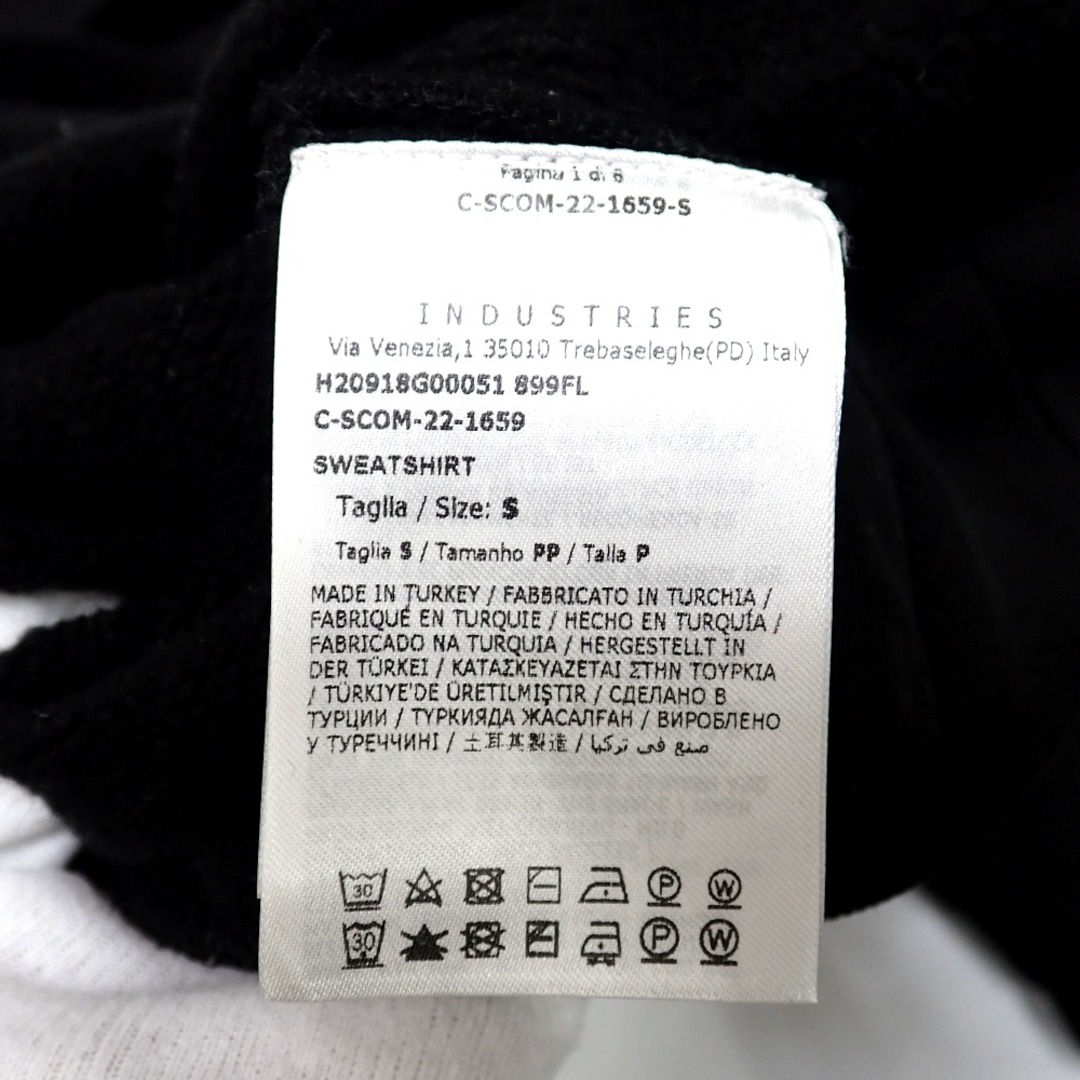 Pagina 1 di 6
C-SCOM-22-1659-S
INDUSTRIES
Via Venezia,1 35010 Trebaseleghe(PD) Italy
H20918G00051 899FL
C-SCOM-22-1659
SWEATSHIRT
Taglia / Size: S
Taglia S / Tamanho PP / Talla P
MADE IN TURKEY / FABBRICATO IN TURCHIA /
FABRIQUÉ EN TURQUIE / HECHO EN TURQUÍA /
FABRICADO NA TURQUIA / HERGESTELLT IN
DER TÜRKEI / ΚΑΤΑΣΚΕΥΑΖΕΤΑΙ ΣΤΗΝ ΤΟΥΡΚΙΑ
/ TÜRKIYE'DE ÜRETILMIŞTIR / СДЕЛАНО В
ТУРЦИИ / ТҮРКИЯДА ЖАСАЛҒАН / ВИРОБЛЕНО
У ТУРЕЧЧИНІ / 土耳其製造 / صنع في تركيا
30 P W
30 P W